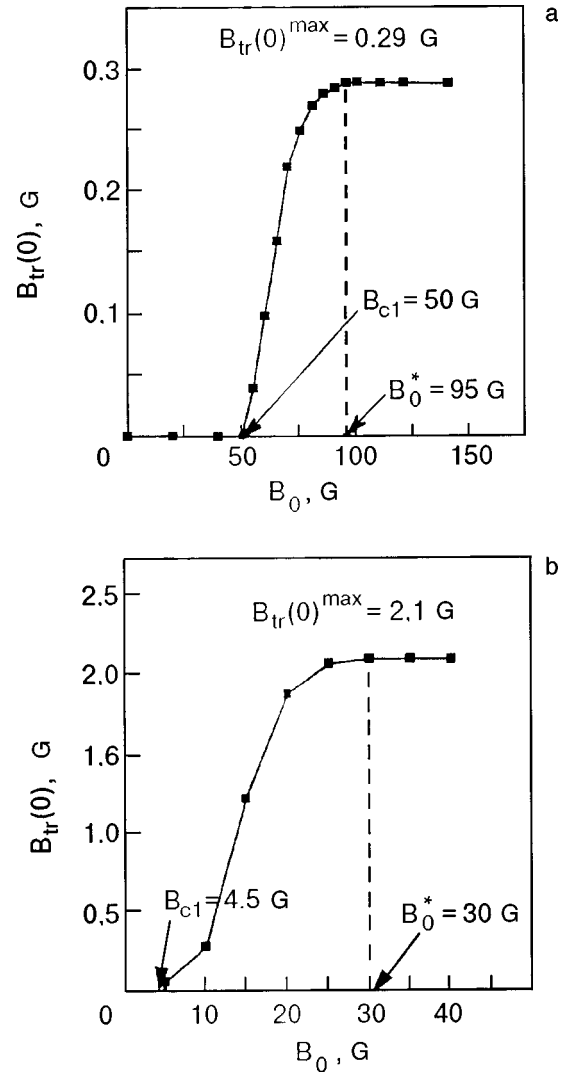 a
B_tr(0)^max = 0.29 G
0.3
0.2
0.1
0
B_tr(0), G
B_c1 = 50 G
B_0^* = 95 G
50
100
150
B_0, G
b
B_tr(0)^max = 2.1 G
2.5
2.0
1.6
1.0
0.5
0
B_tr(0), G
B_c1 = 4.5 G
B_0^* = 30 G
10
20
30
40
B_0, G